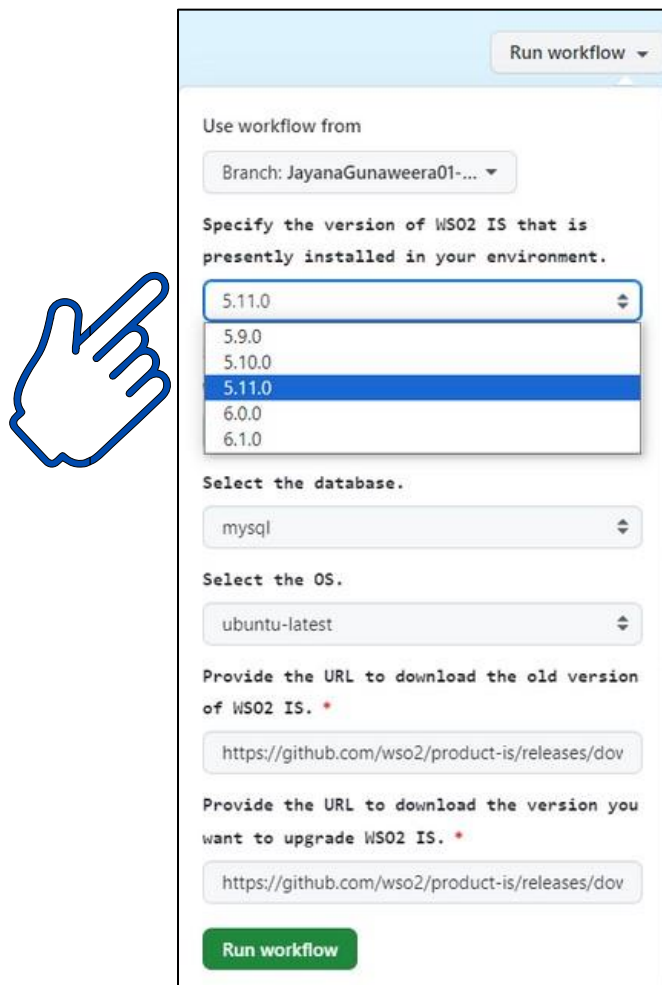 Run workflow
Use workflow from
Branch: JayanaGunaweera01-...
Specify the version of WSO2 IS that is
presently installed in your environment.
5.11.0
5.9.0
5.10.0
5.11.0
6.0.0
6.1.0
Select the database.
mysql
Select the OS.
ubuntu-latest
Provide the URL to download the old version
of WSO2 IS. *
https://github.com/wso2/product-is/releases/dov
Provide the URL to download the version you
want to upgrade WSO2 IS. *
https://github.com/wso2/product-is/releases/dov
Run workflow